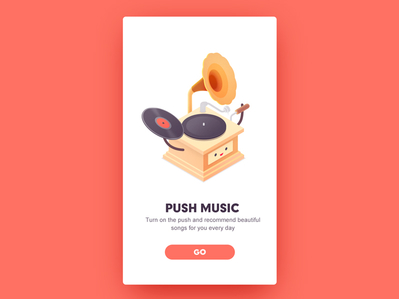 PUSH MUSIC
Turn on the push and recommend beautiful
songs for you every day
GO